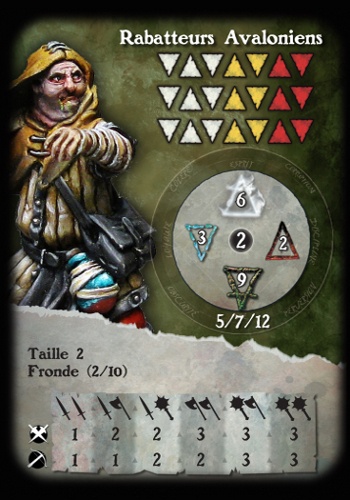 Rabatteurs Avaloniens
6
3 2 2
9
5/7/12
Taille 2
Fronde (2/10)
1 2 2 3 3 3
1 1 2 2 3 3